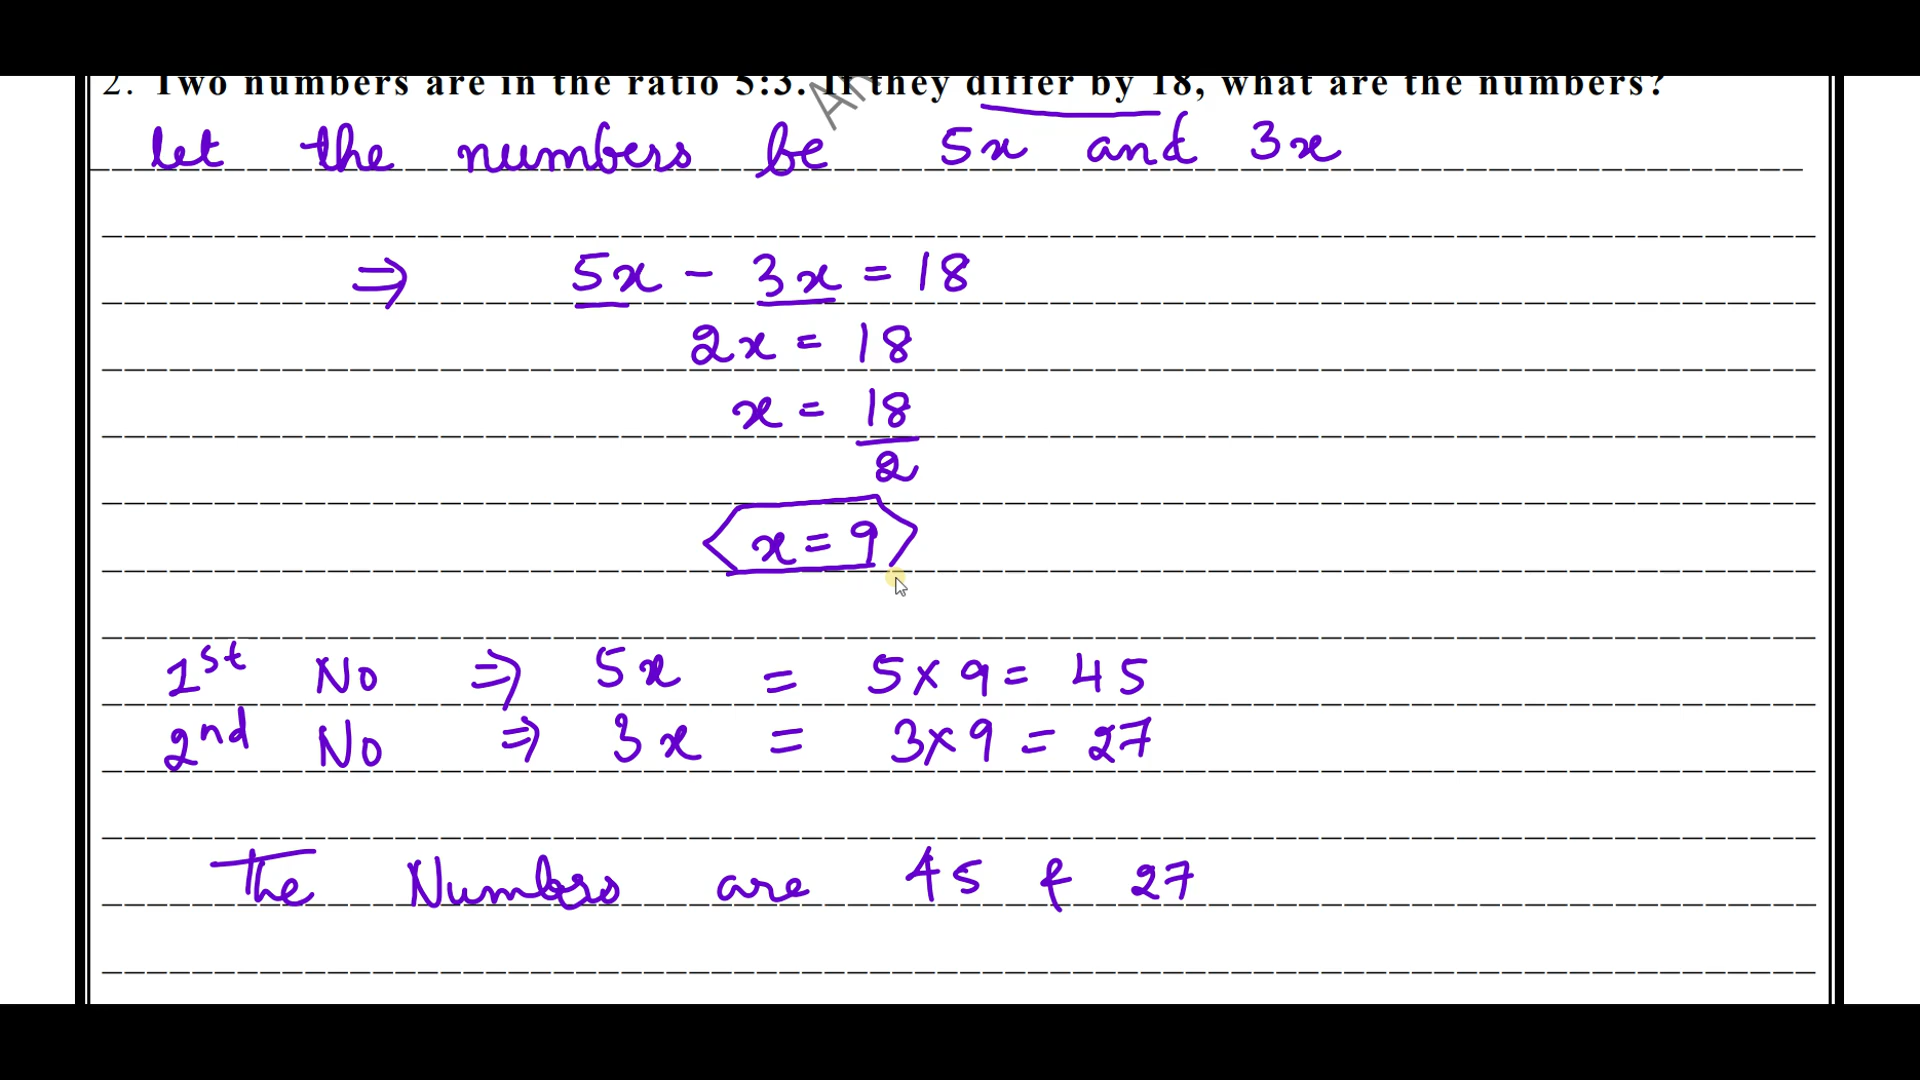 2. Two numbers are in the ratio 5:3. If they differ by 18, what are the numbers?
let the numbers be 5x and 3x
⇒ 5x - 3x = 18
2x = 18
x = 18
2
x = 9
1st No ⇒ 5x = 5×9 = 45
2nd No ⇒ 3x = 3×9 = 27
The Numbers are 45 & 27